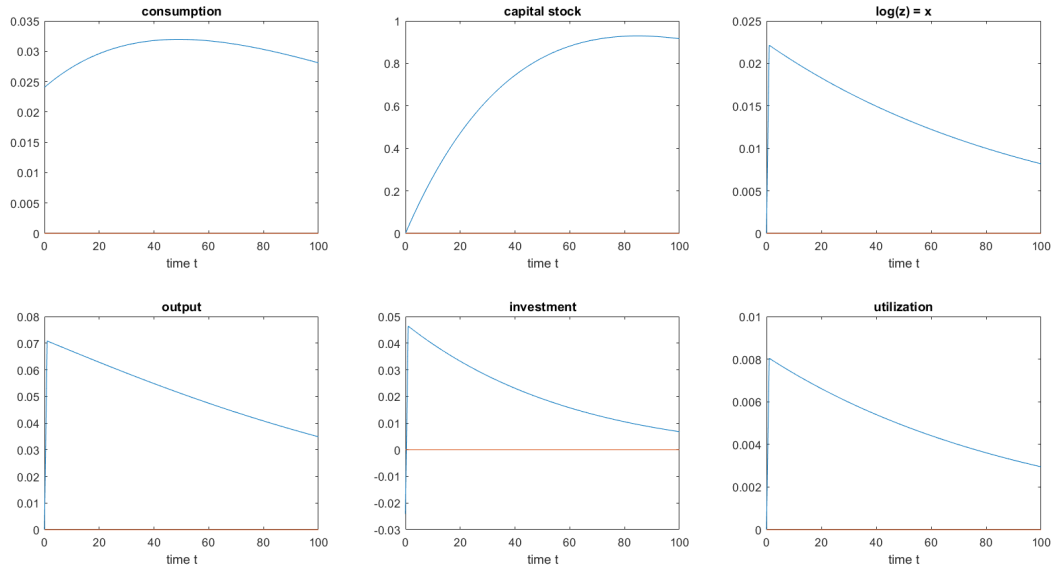 consumption
0.035
0.03
0.025
0.02
0.015
0.01
0.005
0
0 20 40 60 80 100
time t
capital stock
1
0.8
0.6
0.4
0.2
0
0 20 40 60 80 100
time t
log(z) = x
0.025
0.02
0.015
0.01
0.005
0
0 20 40 60 80 100
time t
output
0.08
0.07
0.06
0.05
0.04
0.03
0.02
0.01
0
0 20 40 60 80 100
time t
investment
0.05
0.04
0.03
0.02
0.01
0
-0.01
-0.02
-0.03
0 20 40 60 80 100
time t
utilization
0.01
0.008
0.006
0.004
0.002
0
0 20 40 60 80 100
time t